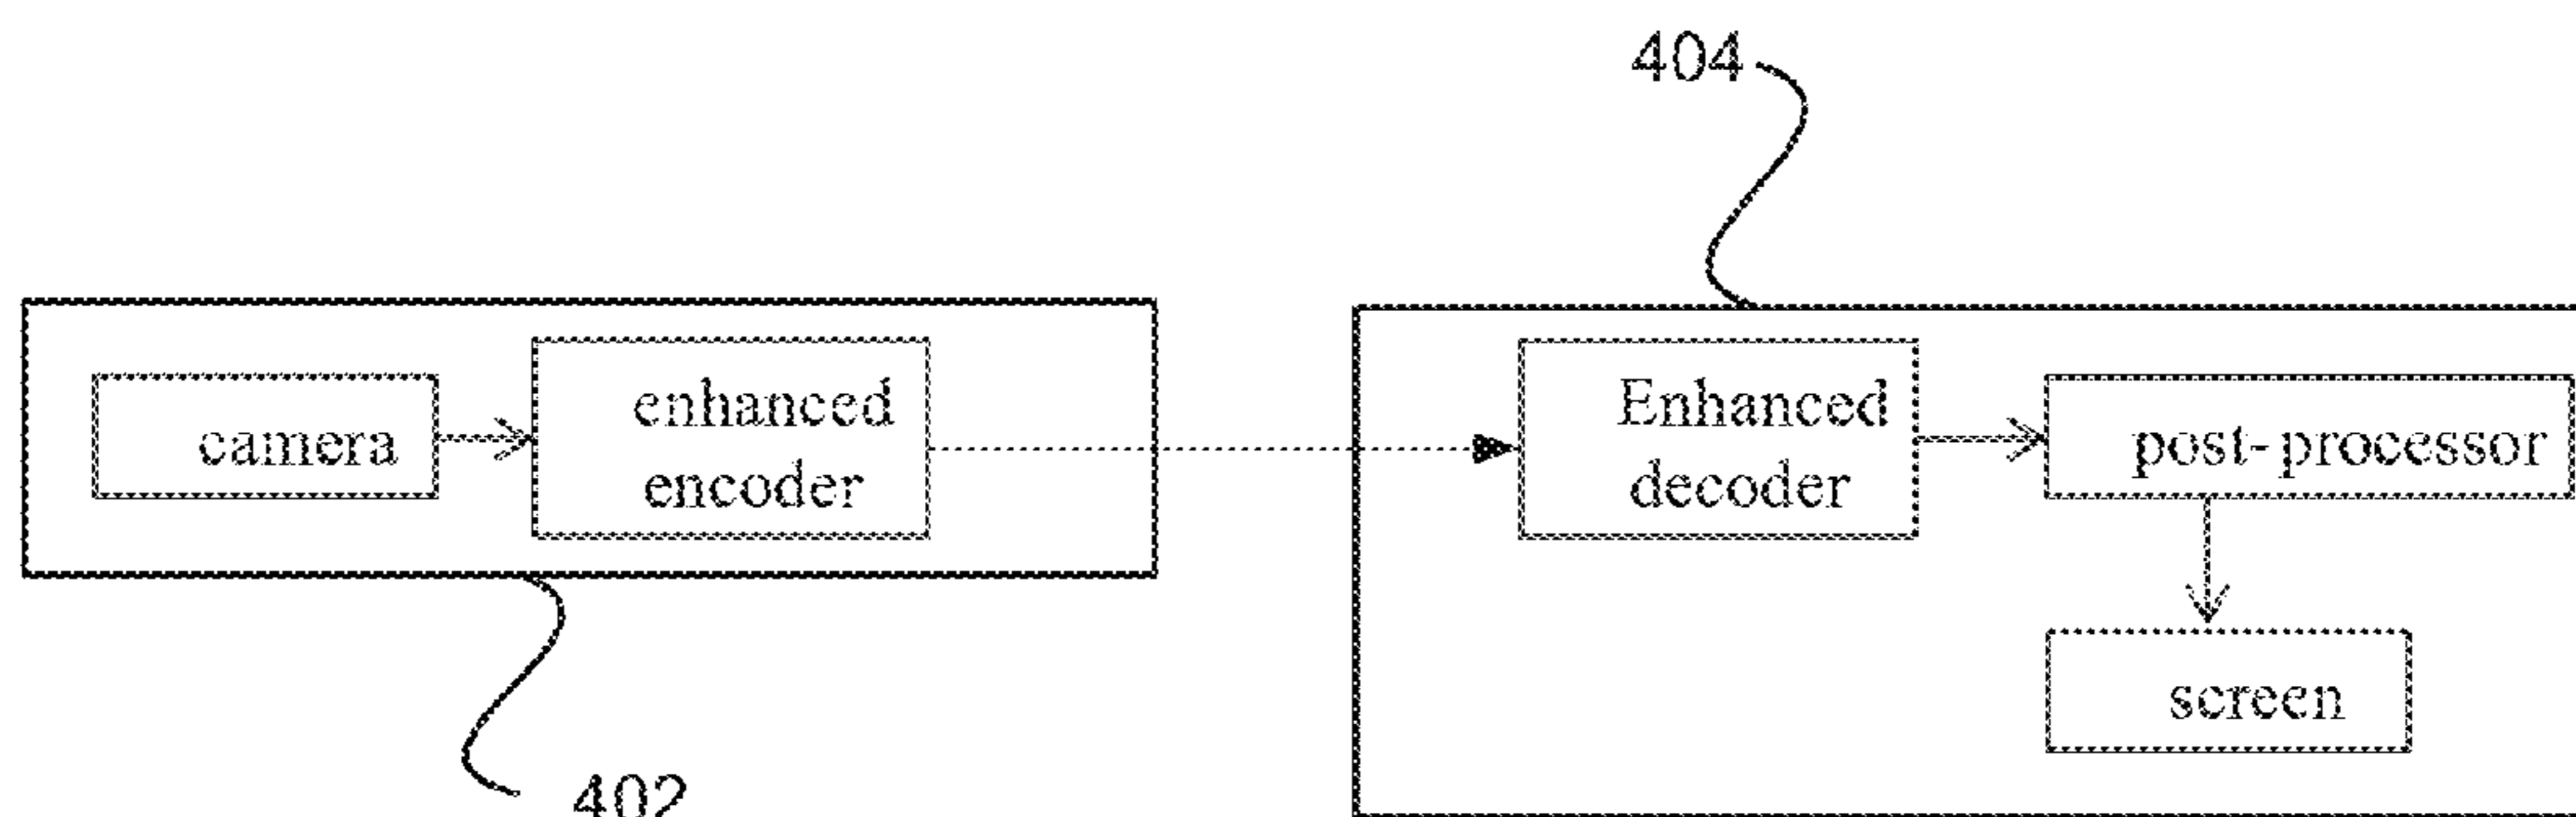 404
camera
enhanced
encoder
Enhanced
decoder
post-processor
screen
402